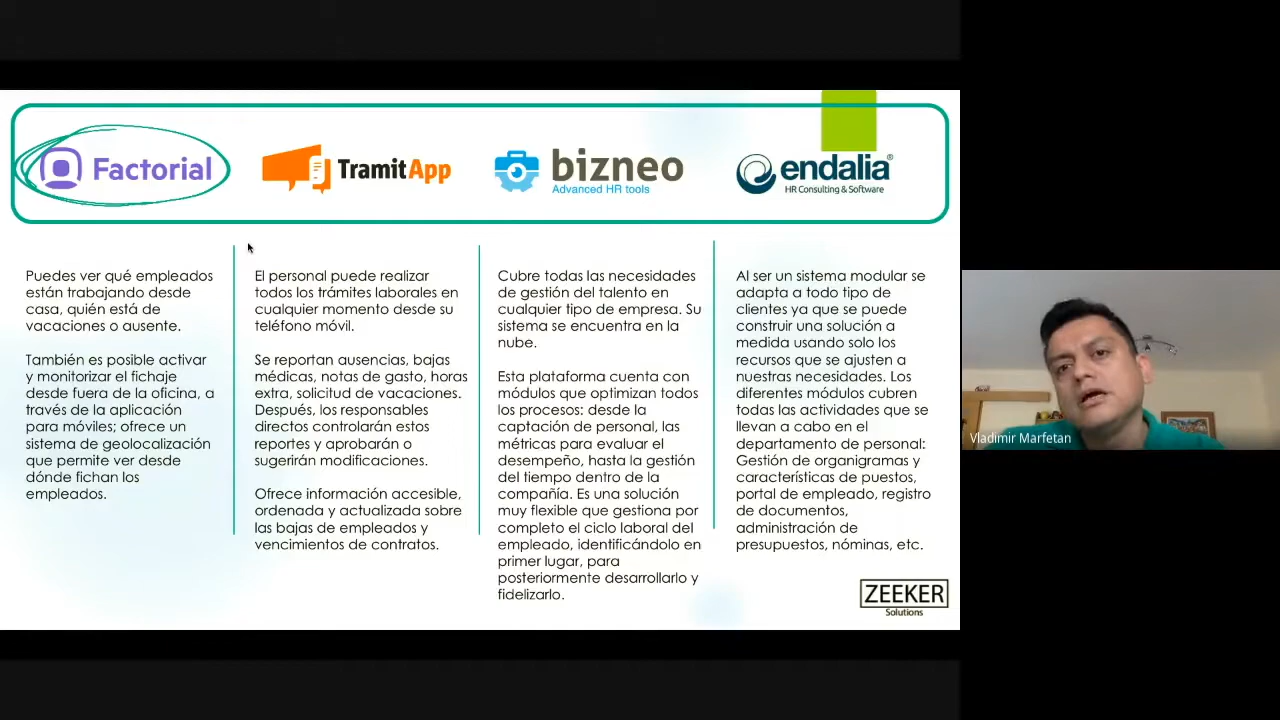 Factorial
TramitApp
bizneo
Advanced HR tools
endalia®
HR Consulting & Software
Puedes ver qué empleados
están trabajando desde
casa, quién está de
vacaciones o ausente.
También es posible activar
y monitorizar el fichaje
desde fuera de la oficina, a
través de la aplicación
para móviles; ofrece un
sistema de geolocalización
que permite ver desde
dónde fichan los
empleados.
El personal puede realizar
todos los trámites laborales en
cualquier momento desde su
teléfono móvil.
Se reportan ausencias, bajas
médicas, notas de gasto, horas
extra, solicitud de vacaciones.
Después, los responsables
directos controlarán estos
reportes y aprobarán o
sugerirán modificaciones.
Ofrece información accesible,
ordenada y actualizada sobre
las bajas de empleados y
vencimientos de contratos.
Cubre todas las necesidades
de gestión del talento en
cualquier tipo de empresa. Su
sistema se encuentra en la
nube.
Esta plataforma cuenta con
módulos que optimizan todos
los procesos: desde la
captación de personal, las
métricas para evaluar el
desempeño, hasta la gestión
del tiempo dentro de la
compañía. Es una solución
muy flexible que gestiona por
completo el ciclo laboral del
empleado, identificándolo en
primer lugar, para
posteriormente desarrollarlo y
fidelizarlo.
Al ser un sistema modular se
adapta a todo tipo de
clientes ya que se puede
construir una solución a
medida usando solo los
recursos que se ajusten a
nuestras necesidades. Los
diferentes módulos cubren
todas las actividades que se
llevan a cabo en el
departamento de personal:
Gestión de organigramas y
características de puestos,
portal de empleado, registro
de documentos,
administración de
presupuestos, nóminas, etc.
ZEEKER
Solutions
Vladimir Marfetan